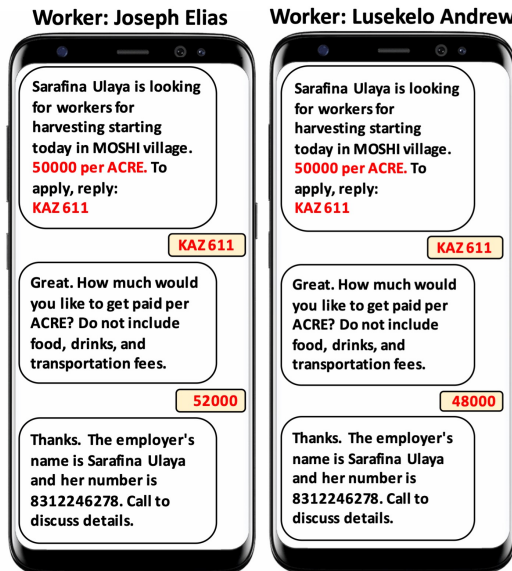 Worker: Joseph Elias
Sarafina Ulaya is looking
for workers for
harvesting starting
today in MOSHI village.
50000 per ACRE. To
apply, reply:
KAZ 611
KAZ 611
Great. How much would
you like to get paid per
ACRE? Do not include
food, drinks, and
transportation fees.
52000
Thanks. The employer's
name is Sarafina Ulaya
and her number is
8312246278. Call to
discuss details.
Worker: Lusekelo Andrew
Sarafina Ulaya is looking
for workers for
harvesting starting
today in MOSHI village.
50000 per ACRE. To
apply, reply:
KAZ 611
KAZ 611
Great. How much would
you like to get paid per
ACRE? Do not include
food, drinks, and
transportation fees.
48000
Thanks. The employer's
name is Sarafina Ulaya
and her number is
8312246278. Call to
discuss details.